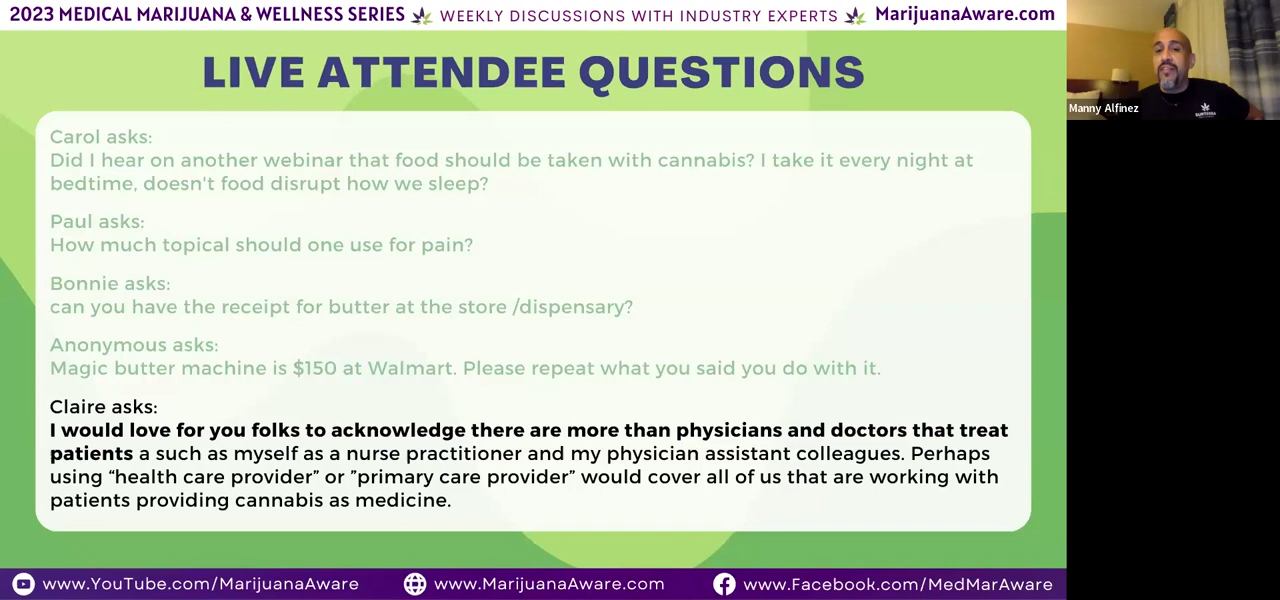 2023 MEDICAL MARIJUANA & WELLNESS SERIES WEEKLY DISCUSSIONS WITH INDUSTRY EXPERTS MarijuanaAware.com
LIVE ATTENDEE QUESTIONS
Manny Alfinez
Carol asks:
Did I hear on another webinar that food should be taken with cannabis? I take it every night at
bedtime, doesn't food disrupt how we sleep?
Paul asks:
How much topical should one use for pain?
Bonnie asks:
can you have the receipt for butter at the store /dispensary?
Anonymous asks:
Magic butter machine is $150 at Walmart. Please repeat what you said you do with it.
Claire asks:
I would love for you folks to acknowledge there are more than physicians and doctors that treat
patients a such as myself as a nurse practitioner and my physician assistant colleagues. Perhaps
using “health care provider” or ”primary care provider” would cover all of us that are working with
patients providing cannabis as medicine.
www.YouTube.com/MarijuanaAware www.MarijuanaAware.com www.Facebook.com/MedMarAware